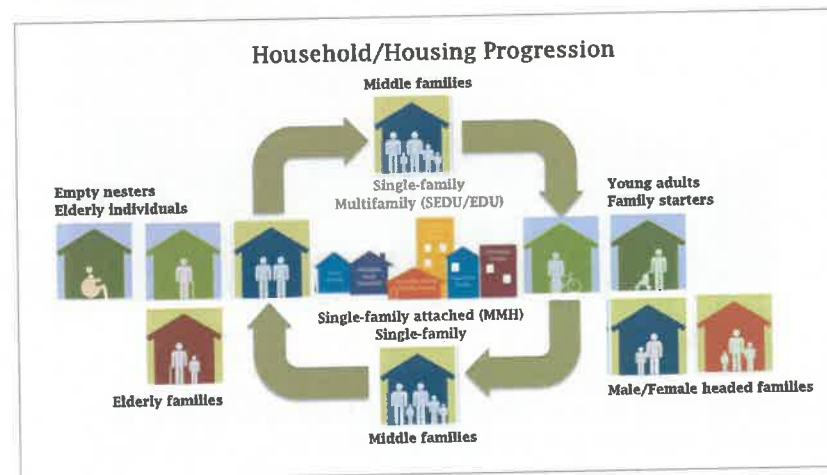 Household/Housing Progression
Middle families
Single-family
Multifamily (SEDU/EDU)
Empty nesters
Elderly individuals
Young adults
Family starters
Single-family attached (MMH)
Single-family
Elderly families
Male/Female headed families
Middle families